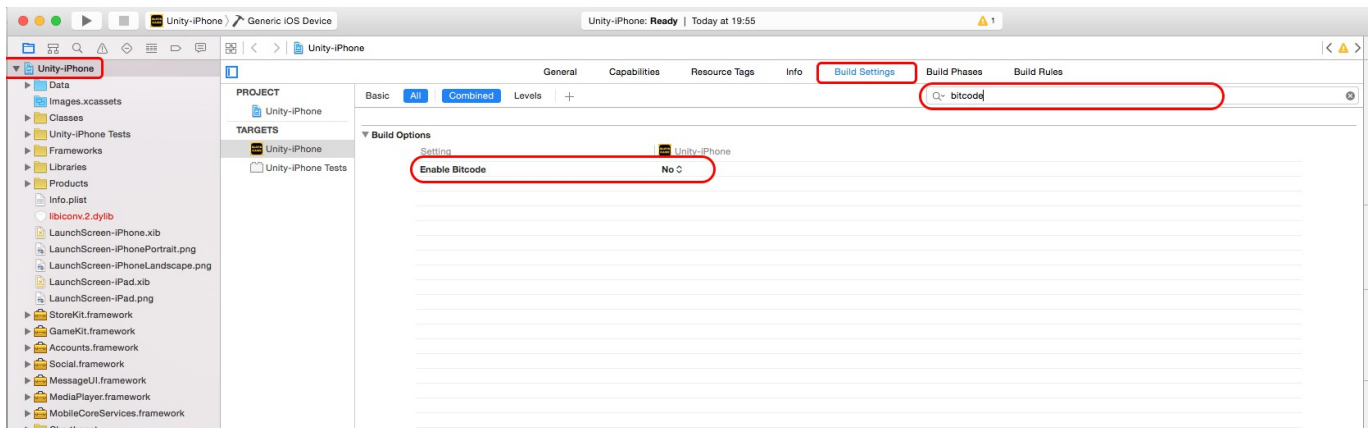 Unity-iPhone Generic iOS Device
Unity-iPhone: Ready | Today at 19:55
1
Unity-iPhone
Unity-iPhone
General Capabilities Resource Tags Info Build Settings Build Phases Build Rules
Data
Images.xcassets
Classes
Unity-iPhone Tests
Frameworks
Libraries
Products
Info.plist
libiconv.2.dylib
LaunchScreen-iPhone.xib
LaunchScreen-iPhonePortrait.png
LaunchScreen-iPhoneLandscape.png
LaunchScreen-iPad.xib
LaunchScreen-iPad.png
StoreKit.framework
GameKit.framework
Accounts.framework
Social.framework
MessageUI.framework
MediaPlayer.framework
MobileCoreServices.framework
PROJECT
Unity-iPhone
TARGETS
Unity-iPhone
Unity-iPhone Tests
Basic All Combined Levels +
bitcode
Build Options
Setting Unity-iPhone
Enable Bitcode No